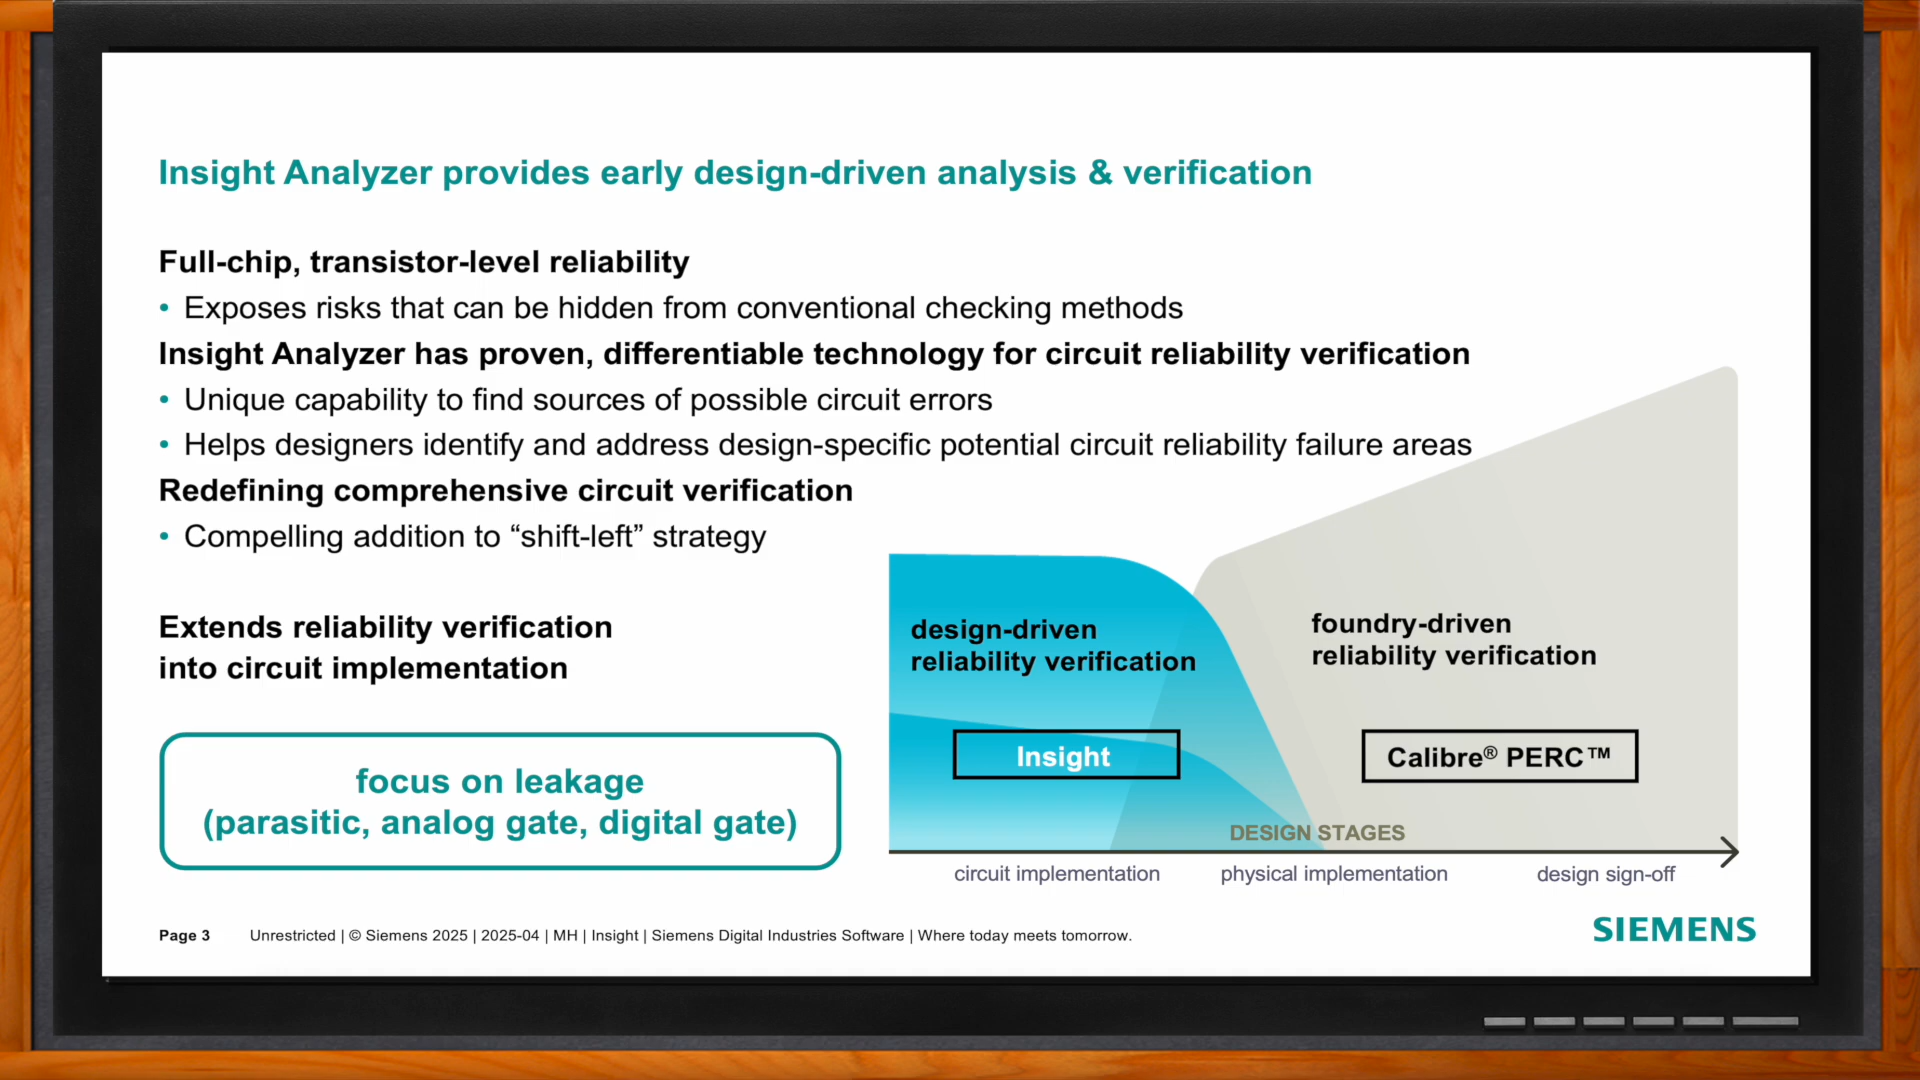 Insight Analyzer provides early design-driven analysis & verification
Full-chip, transistor-level reliability
• Exposes risks that can be hidden from conventional checking methods
Insight Analyzer has proven, differentiable technology for circuit reliability verification
• Unique capability to find sources of possible circuit errors
• Helps designers identify and address design-specific potential circuit reliability failure areas
Redefining comprehensive circuit verification
• Compelling addition to “shift-left” strategy
Extends reliability verification
into circuit implementation
focus on leakage
(parasitic, analog gate, digital gate)
design-driven
reliability verification
Insight
foundry-driven
reliability verification
Calibre® PERC™
DESIGN STAGES
circuit implementation
physical implementation
design sign-off
Page 3
Unrestricted | © Siemens 2025 | 2025-04 | MH | Insight | Siemens Digital Industries Software | Where today meets tomorrow.
SIEMENS